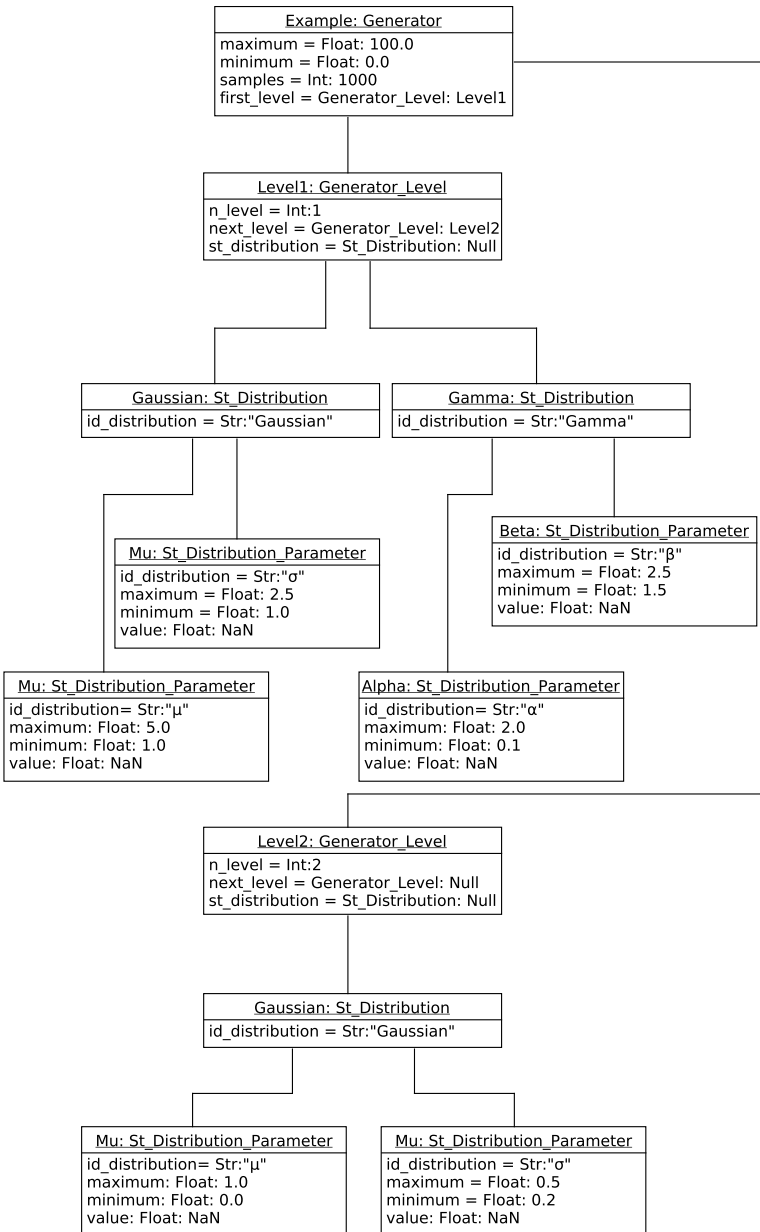 Example: Generator
maximum = Float: 100.0
minimum = Float: 0.0
samples = Int: 1000
first_level = Generator_Level: Level1
Level1: Generator_Level
n_level = Int:1
next_level = Generator_Level: Level2
st_distribution = St_Distribution: Null
Gaussian: St_Distribution
id_distribution = Str:"Gaussian"
Gamma: St_Distribution
id_distribution = Str:"Gamma"
Mu: St_Distribution_Parameter
id_distribution = Str:"σ"
maximum = Float: 2.5
minimum = Float: 1.0
value: Float: NaN
Beta: St_Distribution_Parameter
id_distribution = Str:"β"
maximum = Float: 2.5
minimum = Float: 1.5
value: Float: NaN
Mu: St_Distribution_Parameter
id_distribution= Str:"μ"
maximum: Float: 5.0
minimum: Float: 1.0
value: Float: NaN
Alpha: St_Distribution_Parameter
id_distribution= Str:"α"
maximum: Float: 2.0
minimum: Float: 0.1
value: Float: NaN
Level2: Generator_Level
n_level = Int:2
next_level = Generator_Level: Null
st_distribution = St_Distribution: Null
Gaussian: St_Distribution
id_distribution = Str:"Gaussian"
Mu: St_Distribution_Parameter
id_distribution= Str:"μ"
maximum: Float: 1.0
minimum: Float: 0.0
value: Float: NaN
Mu: St_Distribution_Parameter
id_distribution = Str:"σ"
maximum = Float: 0.5
minimum = Float: 0.2
value: Float: NaN